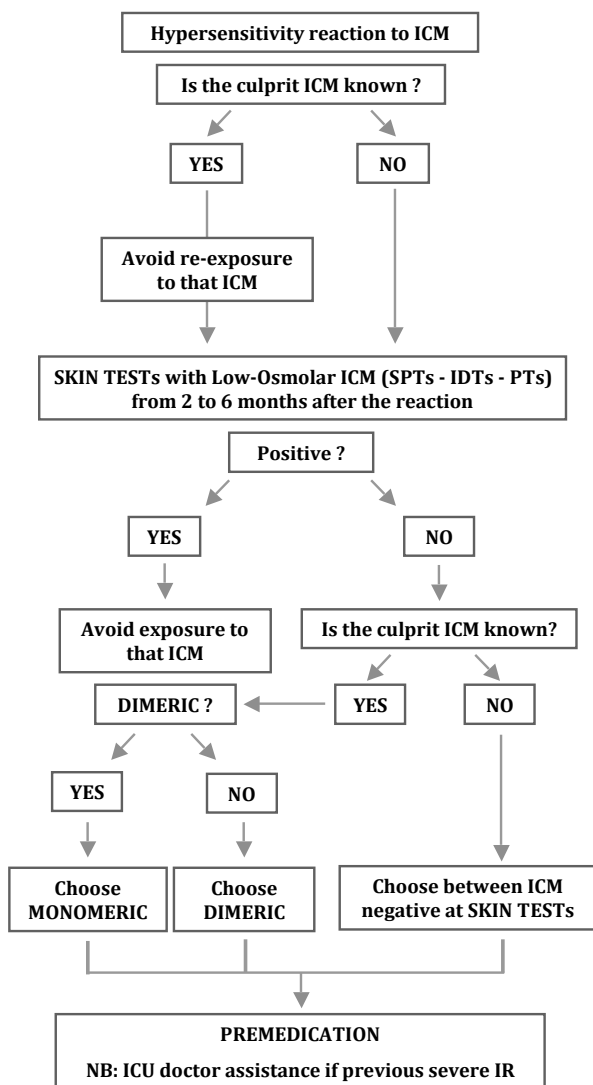 Hypersensitivity reaction to ICM
Is the culprit ICM known ?
YES
NO
Avoid re-exposure
to that ICM
SKIN TESTs with Low-Osmolar ICM (SPTs - IDTs - PTs)
from 2 to 6 months after the reaction
Positive ?
YES
NO
Avoid exposure to
that ICM
Is the culprit ICM known?
DIMERIC ?
YES
NO
YES
NO
Choose
MONOMERIC
Choose
DIMERIC
Choose between ICM
negative at SKIN TESTs
PREMEDICATION
NB: ICU doctor assistance if previous severe IR